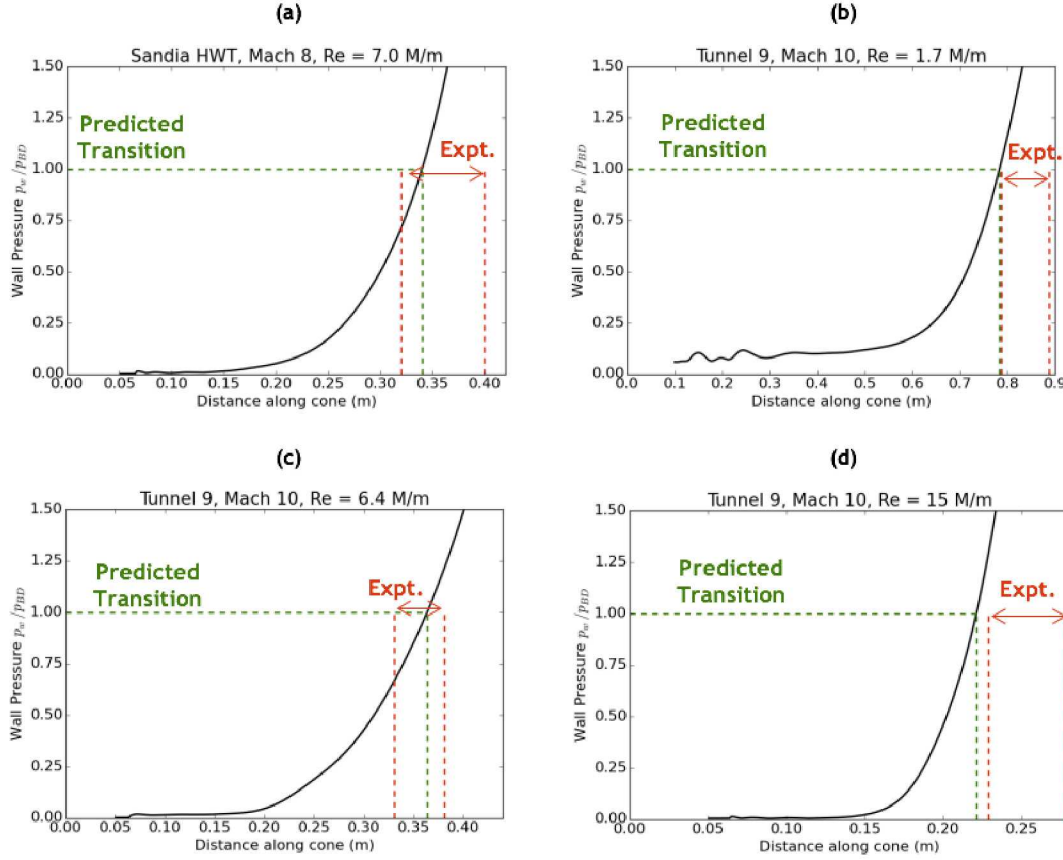 (a)
Sandia HWT, Mach 8, Re = 7.0 M/m
1.50
1.25
1.00
0.75
0.50
0.25
0.00
Wall Pressure p_w/p_BD
Predicted
Transition
Expt.
0.00 0.05 0.10 0.15 0.20 0.25 0.30 0.35 0.40
Distance along cone (m)
(b)
Tunnel 9, Mach 10, Re = 1.7 M/m
1.50
1.25
1.00
0.75
0.50
0.25
0.00
Wall Pressure p_w/p_BD
Predicted
Transition
Expt.
0.0 0.1 0.2 0.3 0.4 0.5 0.6 0.7 0.8 0.9
Distance along cone (m)
(c)
Tunnel 9, Mach 10, Re = 6.4 M/m
1.50
1.25
1.00
0.75
0.50
0.25
0.00
Wall Pressure p_w/p_BD
Predicted
Transition
Expt.
0.00 0.05 0.10 0.15 0.20 0.25 0.30 0.35 0.40
Distance along cone (m)
(d)
Tunnel 9, Mach 10, Re = 15 M/m
1.50
1.25
1.00
0.75
0.50
0.25
0.00
Wall Pressure p_w/p_BD
Predicted
Transition
Expt.
0.00 0.05 0.10 0.15 0.20 0.25
Distance along cone (m)